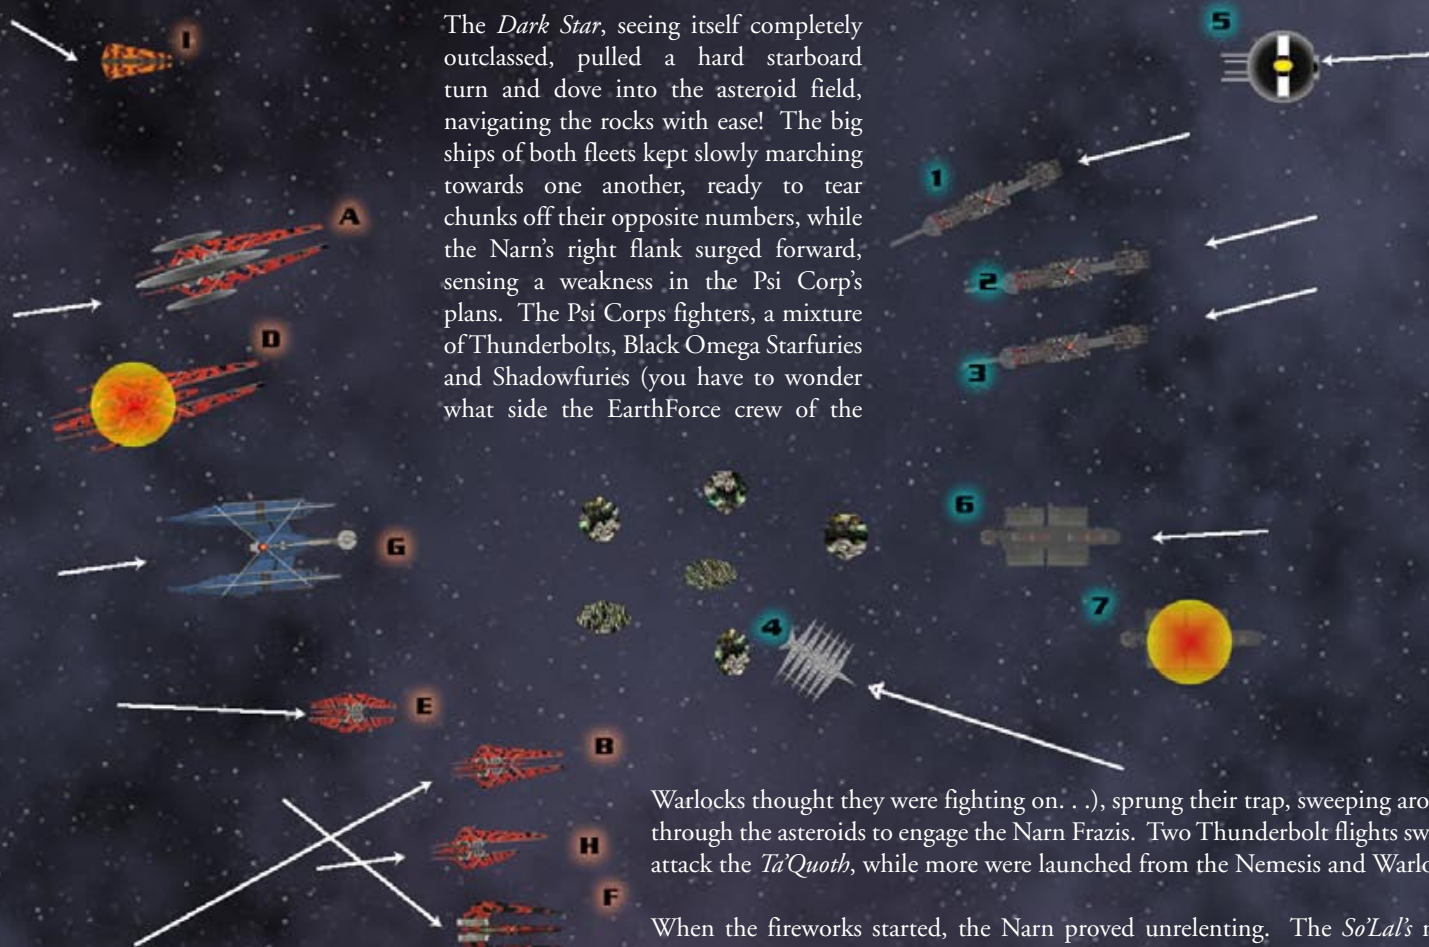 The Dark Star, seeing itself completely
outclassed, pulled a hard starboard
turn and dove into the asteroid field,
navigating the rocks with ease! The big
ships of both fleets kept slowly marching
towards one another, ready to tear
chunks off their opposite numbers, while
the Narn's right flank surged forward,
sensing a weakness in the Psi Corp's
plans. The Psi Corps fighters, a mixture
of Thunderbolts, Black Omega Starfuries
and Shadowfuries (you have to wonder
what side the EarthForce crew of the
Warlocks thought they were fighting on. . .), sprung their trap, sweeping
through the asteroids to engage the Narn Frazis. Two Thunderbolt flights
attack the Ta'Quoth, while more were launched from the Nemesis and
When the fireworks started, the Narn proved unrelenting. The So'Lal's
I
A
D
G
E
B
H
F
5
1
2
3
6
7
4